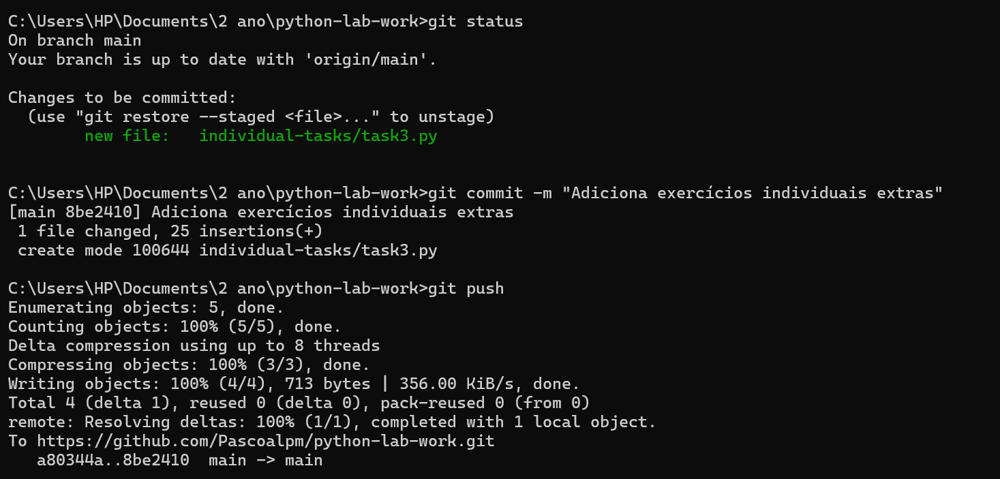 C:\Users\HP\Documents\2 ano\python-lab-work>git status
On branch main
Your branch is up to date with 'origin/main'.
Changes to be committed:
  (use "git restore --staged <file>..." to unstage)
        new file:   individual-tasks/task3.py
C:\Users\HP\Documents\2 ano\python-lab-work>git commit -m "Adiciona exercícios individuais extras"
[main 8be2410] Adiciona exercícios individuais extras
 1 file changed, 25 insertions(+)
 create mode 100644 individual-tasks/task3.py
C:\Users\HP\Documents\2 ano\python-lab-work>git push
Enumerating objects: 5, done.
Counting objects: 100% (5/5), done.
Delta compression using up to 8 threads
Compressing objects: 100% (3/3), done.
Writing objects: 100% (4/4), 713 bytes | 356.00 KiB/s, done.
Total 4 (delta 1), reused 0 (delta 0), pack-reused 0 (from 0)
remote: Resolving deltas: 100% (1/1), completed with 1 local object.
To https://github.com/Pascoalpm/python-lab-work.git
   a80344a..8be2410  main -> main